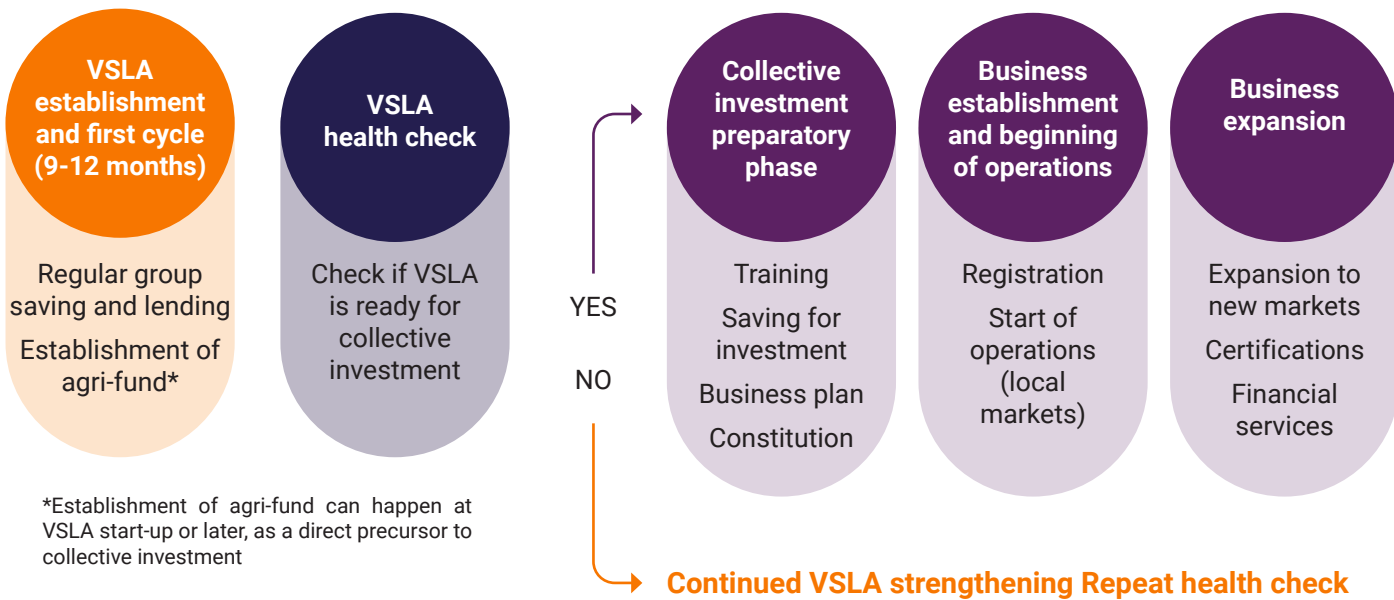 VSLA
establishment
and first cycle
(9-12 months)
Regular group
saving and lending
Establishment of
agri-fund*
VSLA
health check
Check if VSLA
is ready for
collective
investment
*Establishment of agri-fund can happen at
VSLA start-up or later, as a direct precursor to
collective investment
YES
NO
Collective
investment
preparatory
phase
Training
Saving for
investment
Business plan
Constitution
Business
establishment
and beginning
of operations
Registration
Start of
operations
(local
markets)
Business
expansion
Expansion to
new markets
Certifications
Financial
services
Continued VSLA strengthening Repeat health check